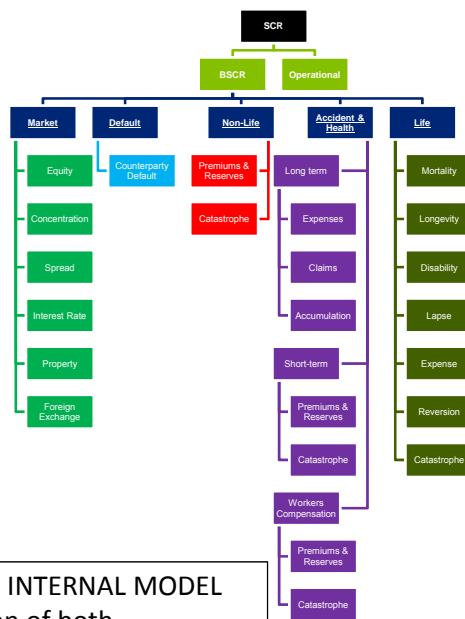 SCR
BSCR
Operational
Market
Default
Non-Life
Accident &
Health
Life
Equity
Concentration
Spread
Interest Rate
Property
Foreign
Exchange
Counterparty
Default
Premiums &
Reserves
Catastrophe
Long term
Expenses
Claims
Accumulation
Short-term
Premiums &
Reserves
Catastrophe
Workers
Compensation
Premiums &
Reserves
Catastrophe
Mortality
Longevity
Disability
Lapse
Expense
Reversion
Catastrophe
INTERNAL MODEL
n of both